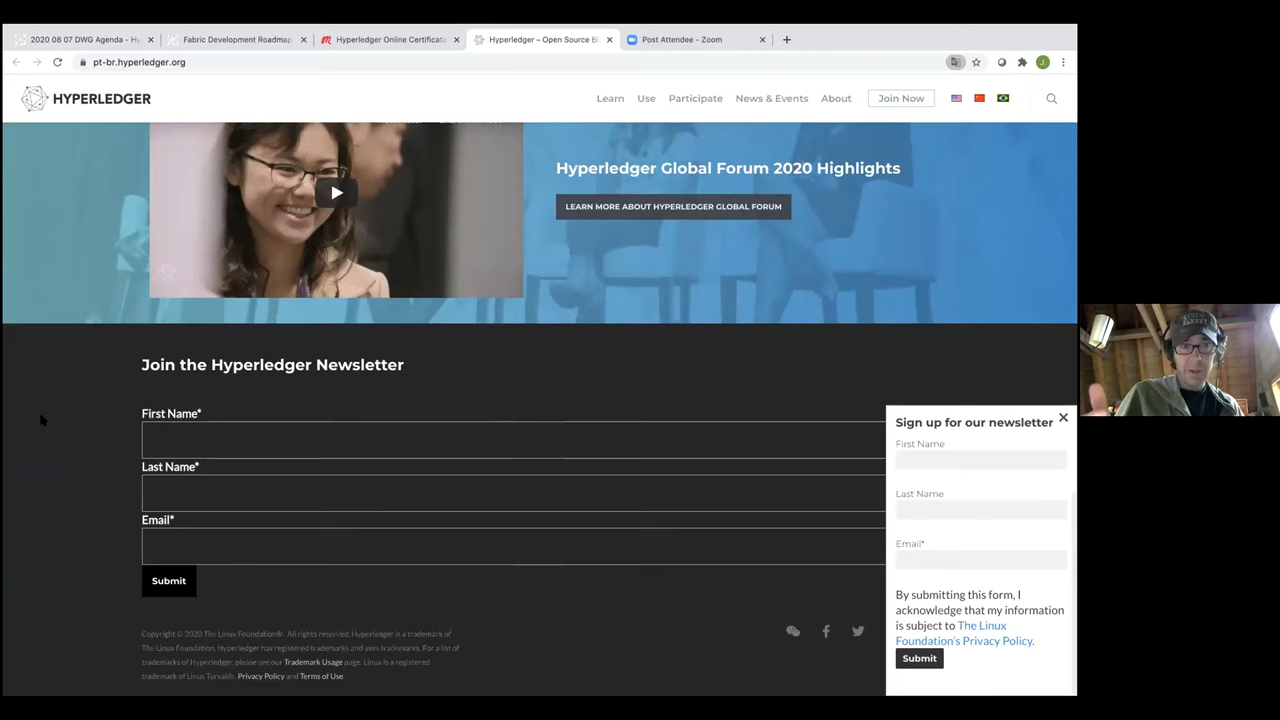 2020 08 07 DWG Agenda - Hy
Fabric Development Roadmap
Hyperledger Online Certificati
Hyperledger – Open Source Bl
Post Attendee - Zoom
pt-br.hyperledger.org
J
HYPERLEDGER
Learn
Use
Participate
News & Events
About
Join Now
Hyperledger Global Forum 2020 Highlights
LEARN MORE ABOUT HYPERLEDGER GLOBAL FORUM
Join the Hyperledger Newsletter
First Name*
Last Name*
Email*
Submit
Sign up for our newsletter
First Name
Last Name
Email*
By submitting this form, I
acknowledge that my information
is subject to The Linux
Foundation's Privacy Policy.
Submit
Copyright © 2020 The Linux Foundation®. All rights reserved. Hyperledger is a trademark of
The Linux Foundation. Hyperledger has registered trademarks and uses trademarks. For a list of
trademarks of Hyperledger, please see our Trademark Usage page. Linux is a registered
trademark of Linus Torvalds. Privacy Policy and Terms of Use.